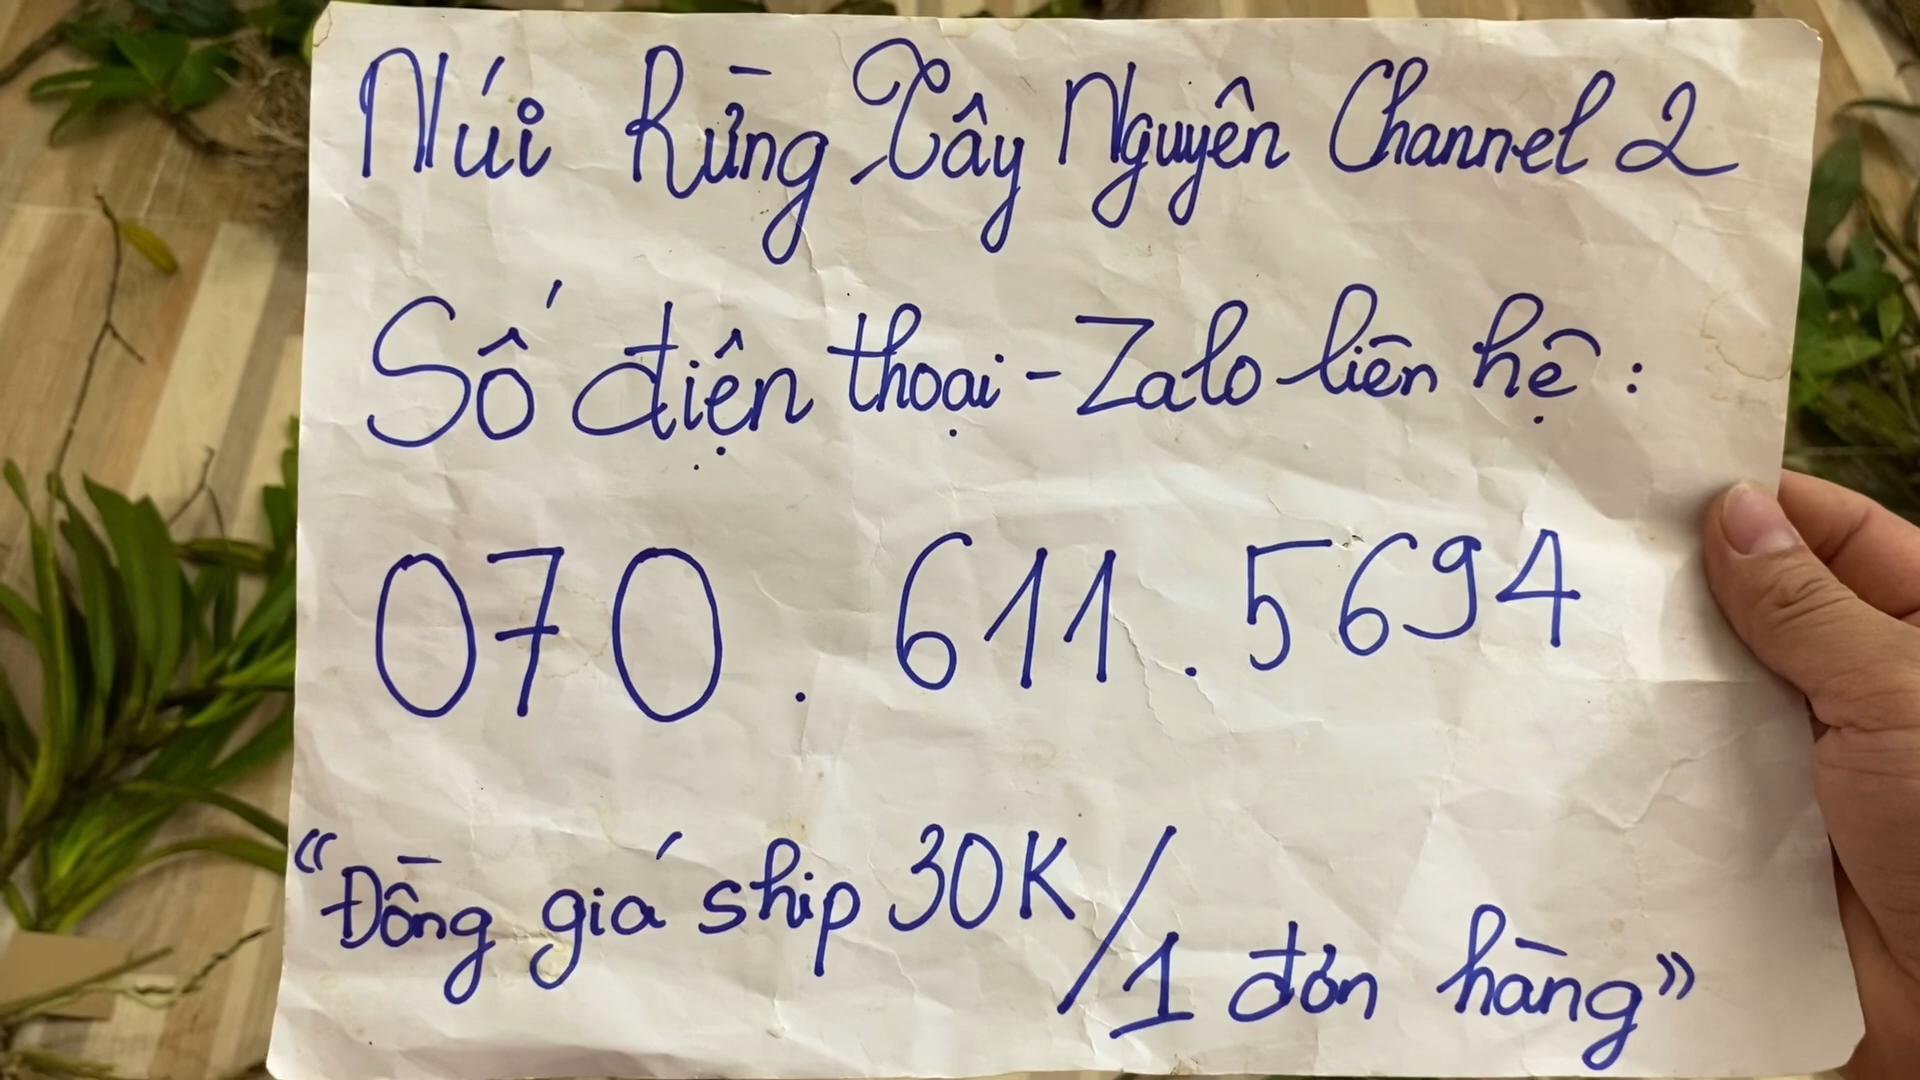 Núi Rừng Tây Nguyên Channel 2
Số điện thoại - Zalo liên hệ :
070 . 611 . 5694
“Đồng giá ship 30K/1 đơn hàng”